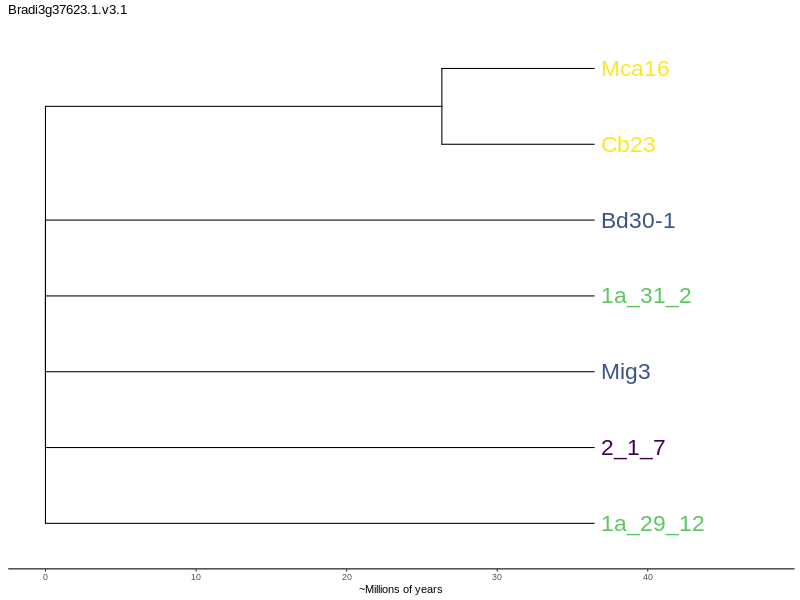 Bradi3g37623.1.v3.1
Mca16
Cb23
Bd30-1
1a_31_2
Mig3
2_1_7
1a_29_12
0 10 20 30 40
~Millions of years